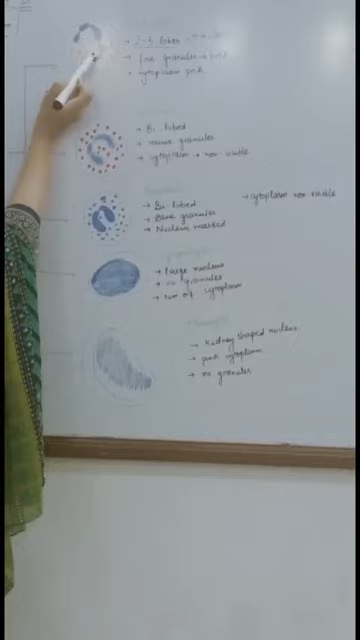 → 2-5 lobes
→ fine granules → pink
→ cytoplasm pink
→ Bi lobed
→ coarse granules
→ cytoplasm → non visible
→ Bi lobed → cytoplasm non visible
→ granules
→ Nucleus masked
→ Large nucleus
→ no granules
→ rim of cytoplasm
→ kidney shaped nucleus
→ pink cytoplasm
→ no granules